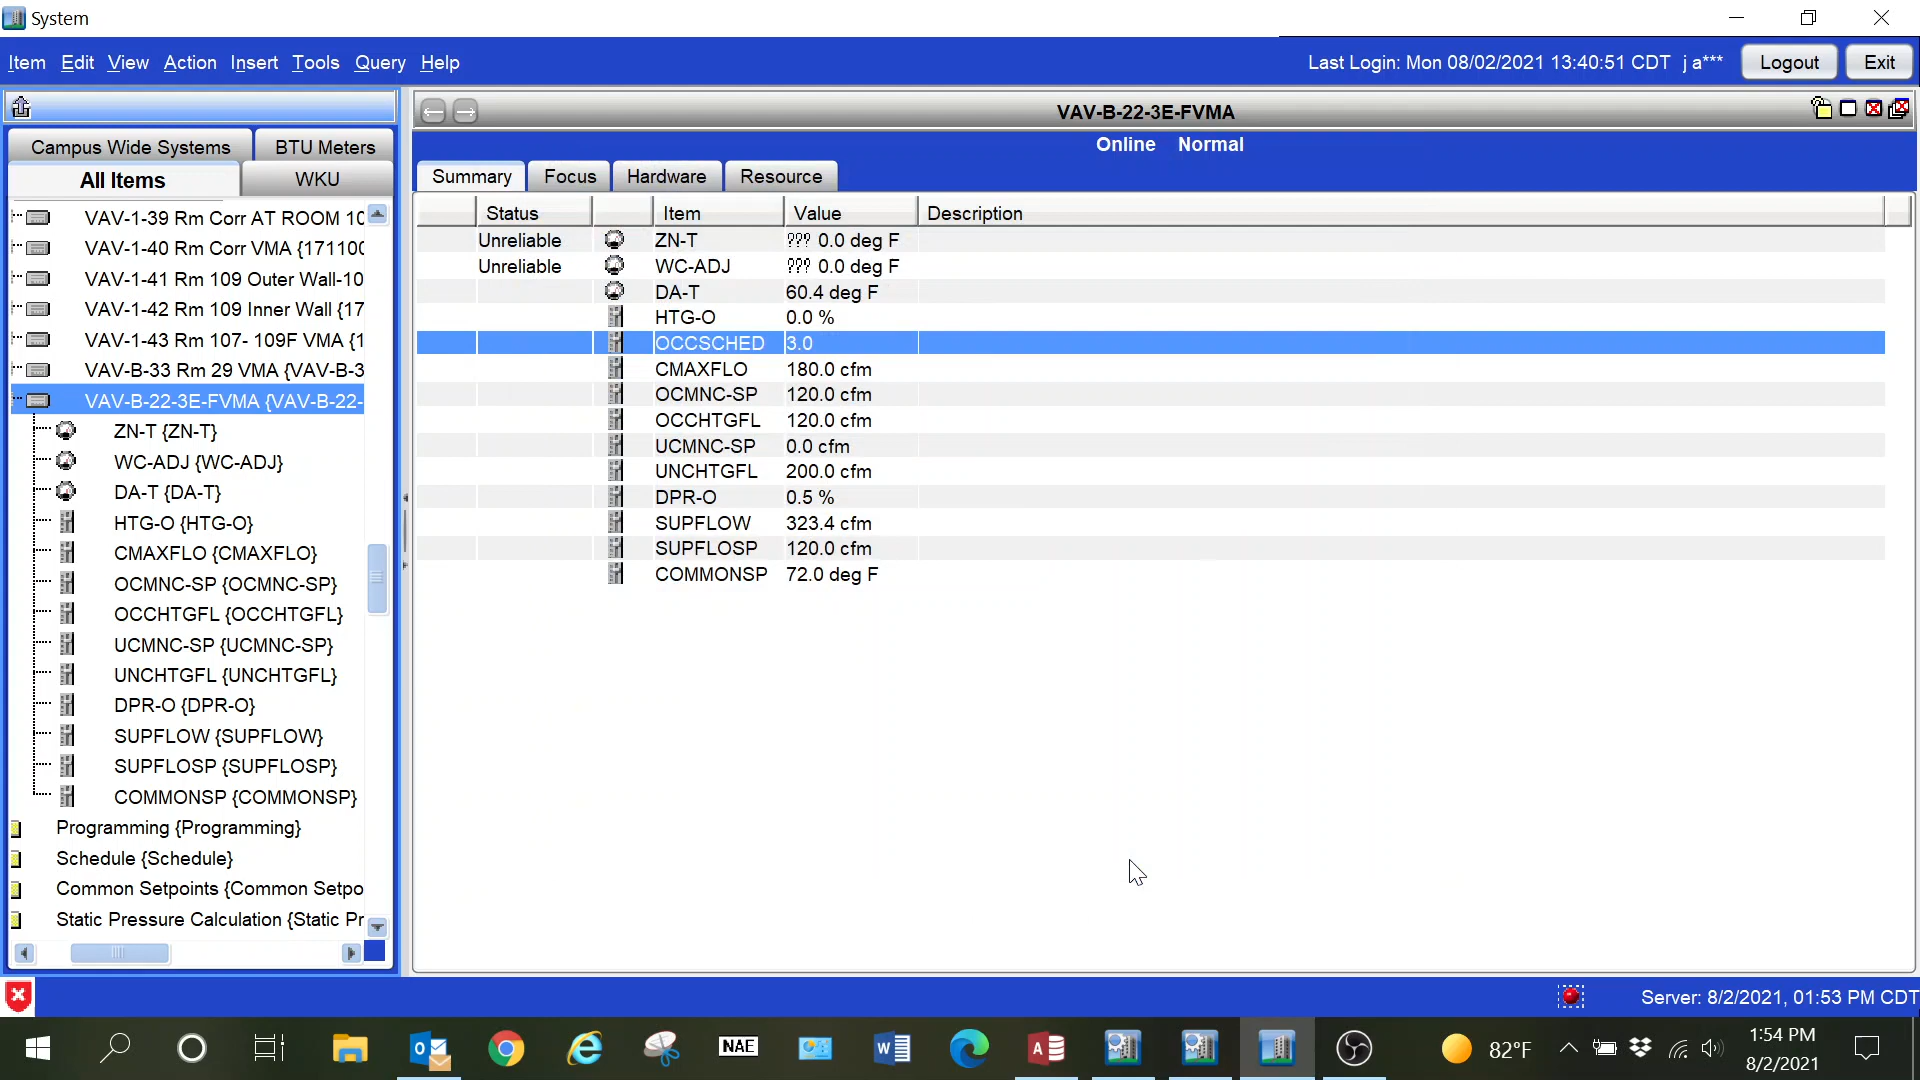 System
Item Edit View Action Insert Tools Query Help
Last Login: Mon 08/02/2021 13:40:51 CDT j a*** Logout Exit
Campus Wide Systems BTU Meters
All Items WKU
VAV-1-39 Rm Corr AT ROOM 10
VAV-1-40 Rm Corr VMA {171100
VAV-1-41 Rm 109 Outer Wall-10
VAV-1-42 Rm 109 Inner Wall {17
VAV-1-43 Rm 107- 109F VMA {1
VAV-B-33 Rm 29 VMA {VAV-B-3
VAV-B-22-3E-FVMA {VAV-B-22-
ZN-T {ZN-T}
WC-ADJ {WC-ADJ}
DA-T {DA-T}
HTG-O {HTG-O}
CMAXFLO {CMAXFLO}
OCMNC-SP {OCMNC-SP}
OCCHTGFL {OCCHTGFL}
UCMNC-SP {UCMNC-SP}
UNCHTGFL {UNCHTGFL}
DPR-O {DPR-O}
SUPFLOW {SUPFLOW}
SUPFLOSP {SUPFLOSP}
COMMONSP {COMMONSP}
Programming {Programming}
Schedule {Schedule}
Common Setpoints {Common Setpo
Static Pressure Calculation {Static Pr
VAV-B-22-3E-FVMA
Online Normal
Summary Focus Hardware Resource
Status Item Value Description
Unreliable ZN-T ??? 0.0 deg F
Unreliable WC-ADJ ??? 0.0 deg F
DA-T 60.4 deg F
HTG-O 0.0 %
OCCSCHED 3.0
CMAXFLO 180.0 cfm
OCMNC-SP 120.0 cfm
OCCHTGFL 120.0 cfm
UCMNC-SP 0.0 cfm
UNCHTGFL 200.0 cfm
DPR-O 0.5 %
SUPFLOW 323.4 cfm
SUPFLOSP 120.0 cfm
COMMONSP 72.0 deg F
Server: 8/2/2021, 01:53 PM CDT
NAE
82°F
1:54 PM
8/2/2021